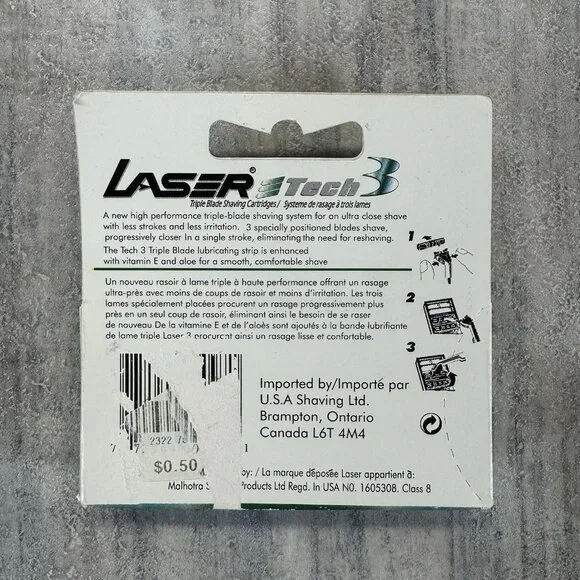 LASER® Tech 3
Triple Blade Shaving Cartridges/ Systeme de rasage à trois lames
A new high performance triple-blade shaving system for an ultra close shave
with less strokes and less irritation. 3 specially positioned blades shave,
progressively closer In a single stroke, eliminating the need for reshaving.
The Tech 3 Triple Blade lubricating strip is enhanced
with vitamin E and aloe for a smooth, comfortable shave
Un nouveau rasoir à lame triple à haute performance offrant un rasage
ultra-près avec moins de coups de rasoir et moins d'irritation. Les trois
lames spécialement placées procurent un rasage progressivement plus
près en un seul coup de rasoir, éliminant ainsi le besoin de se raser
de nouveau De la vitamine E et de l'aloès sont ajoutés à la bande lubrifiante
de lame triple Laser 3 procurant ainsi un rasage lisse et confortable.
1
2
3
Imported by/Importé par
U.S.A Shaving Ltd.
Brampton, Ontario
Canada L6T 4M4
2322
7
1
$0.50
by: / La marque déposée Laser appartient à:
Malhotra S Products Ltd Regd. In USA N0. 1605308. Class 8